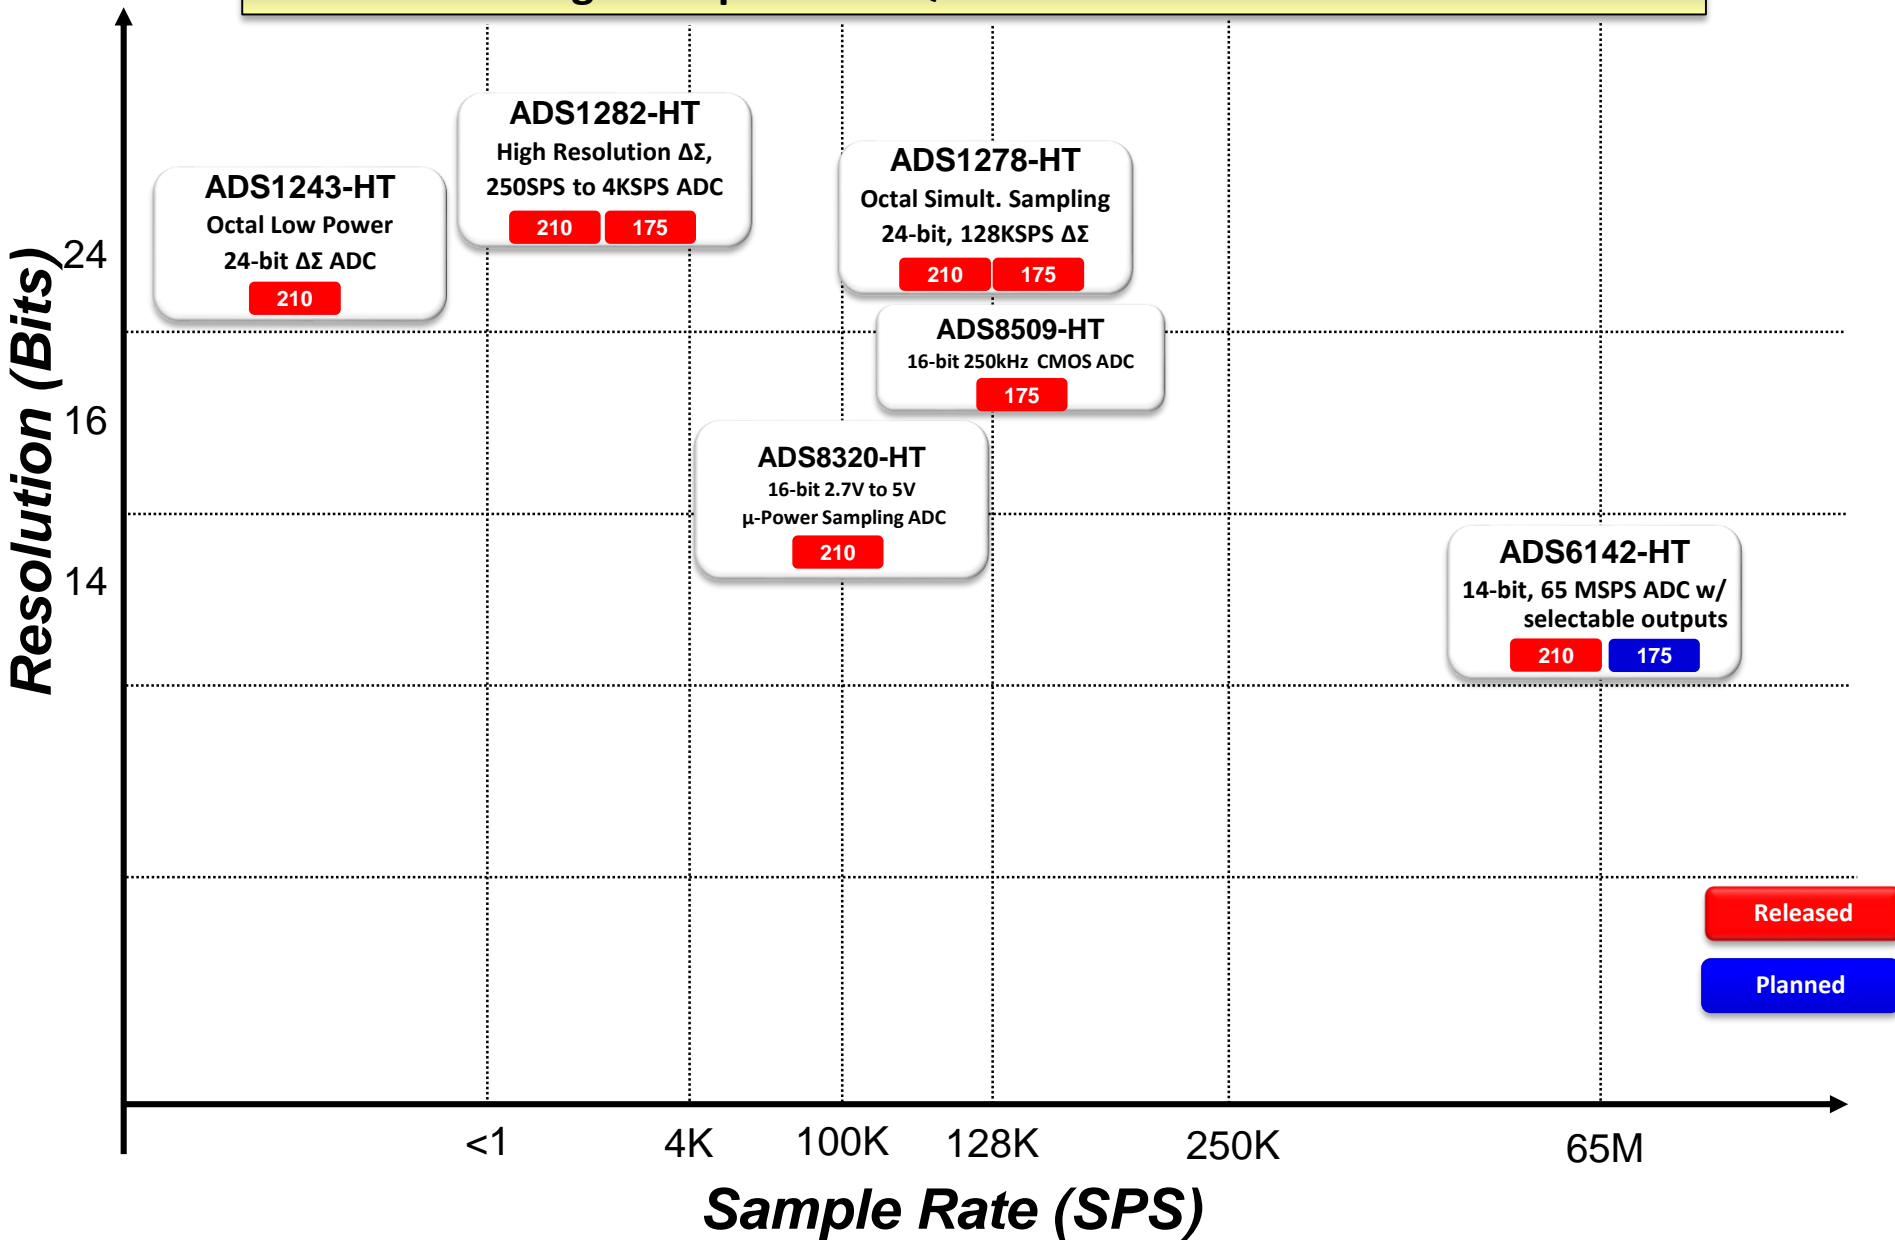 ADS1282-HT
High Resolution ΔΣ,
250SPS to 4KSPS ADC
210 175
ADS1243-HT
Octal Low Power
24-bit ΔΣ ADC
210
ADS1278-HT
Octal Simult. Sampling
24-bit, 128KSPS ΔΣ
210 175
ADS8509-HT
16-bit 250kHz CMOS ADC
175
ADS8320-HT
16-bit 2.7V to 5V
μ-Power Sampling ADC
210
ADS6142-HT
14-bit, 65 MSPS ADC w/
selectable outputs
210 175
Resolution (Bits)
24
16
14
Released
Planned
<1 4K 100K 128K 250K 65M
Sample Rate (SPS)